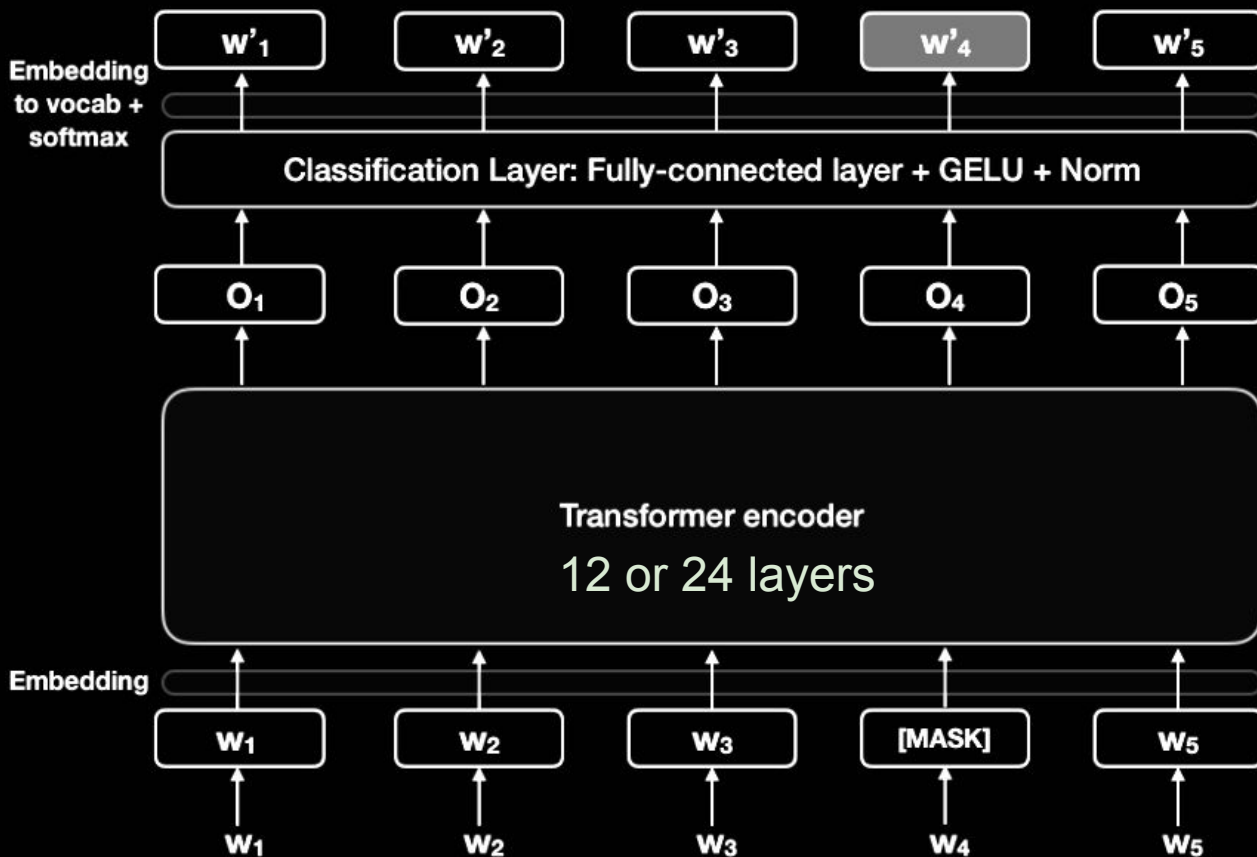 w'₁ w'₂ w'₃ w'₄ w'₅
Embedding
to vocab +
softmax
Classification Layer: Fully-connected layer + GELU + Norm
O₁ O₂ O₃ O₄ O₅
Transformer encoder
12 or 24 layers
Embedding
w₁ w₂ w₃ [MASK] w₅
w₁ w₂ w₃ w₄ w₅